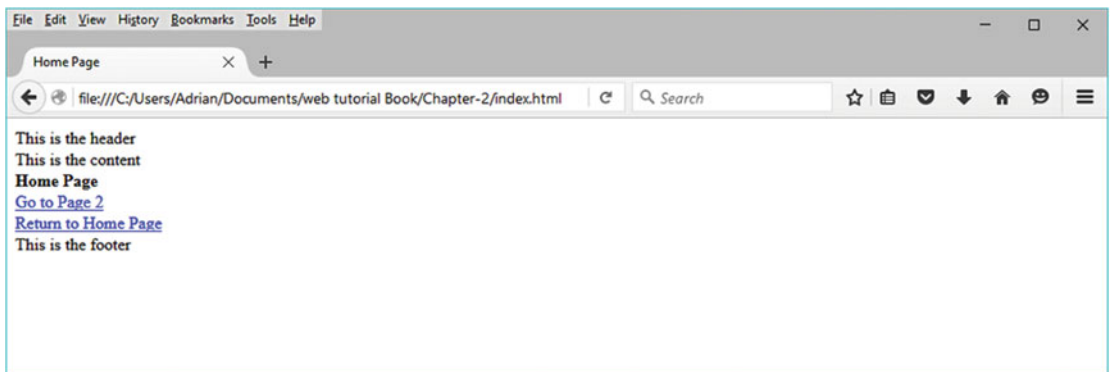 File Edit View History Bookmarks Tools Help
Home Page
file:///C:/Users/Adrian/Documents/web tutorial Book/Chapter-2/index.html Search
This is the header
This is the content
Home Page
Go to Page 2
Return to Home Page
This is the footer